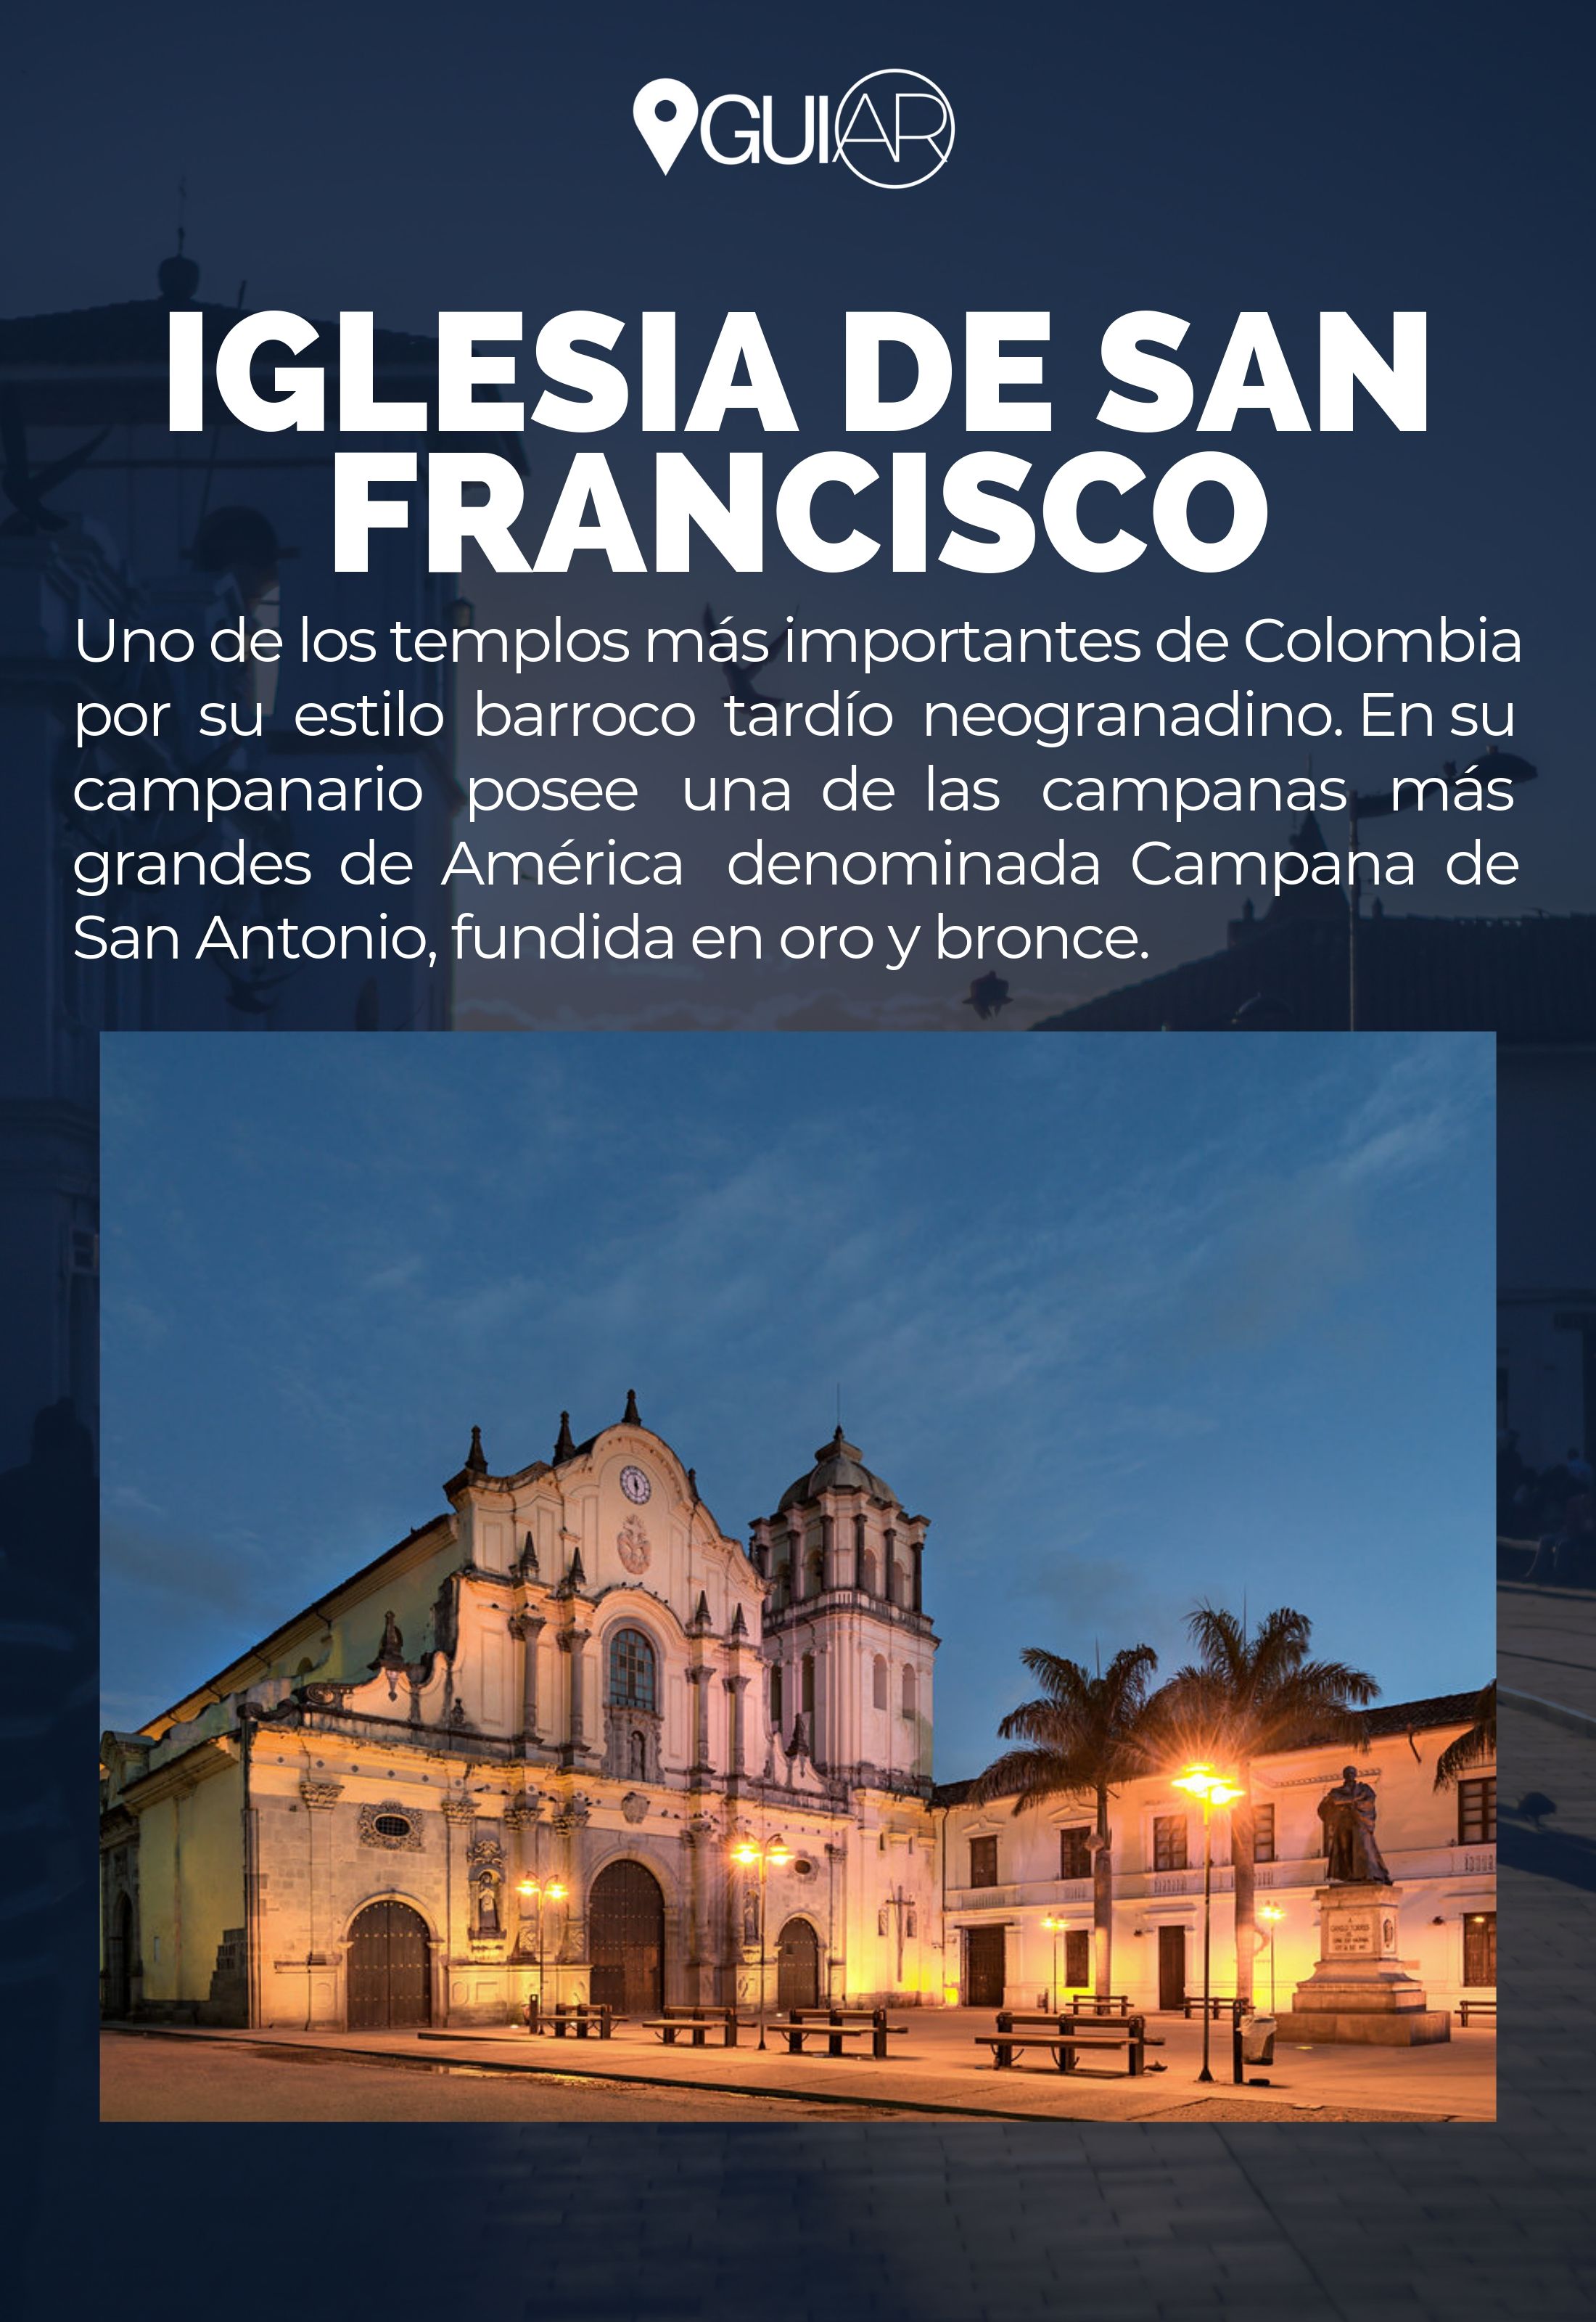 GUIAR
IGLESIA DE SAN
FRANCISCO
Uno de los templos más importantes de Colombia
por su estilo barroco tardío neogranadino. En su
campanario posee una de las campanas más
grandes de América denominada Campana de
San Antonio, fundida en oro y bronce.
A
CAMILO TORRES